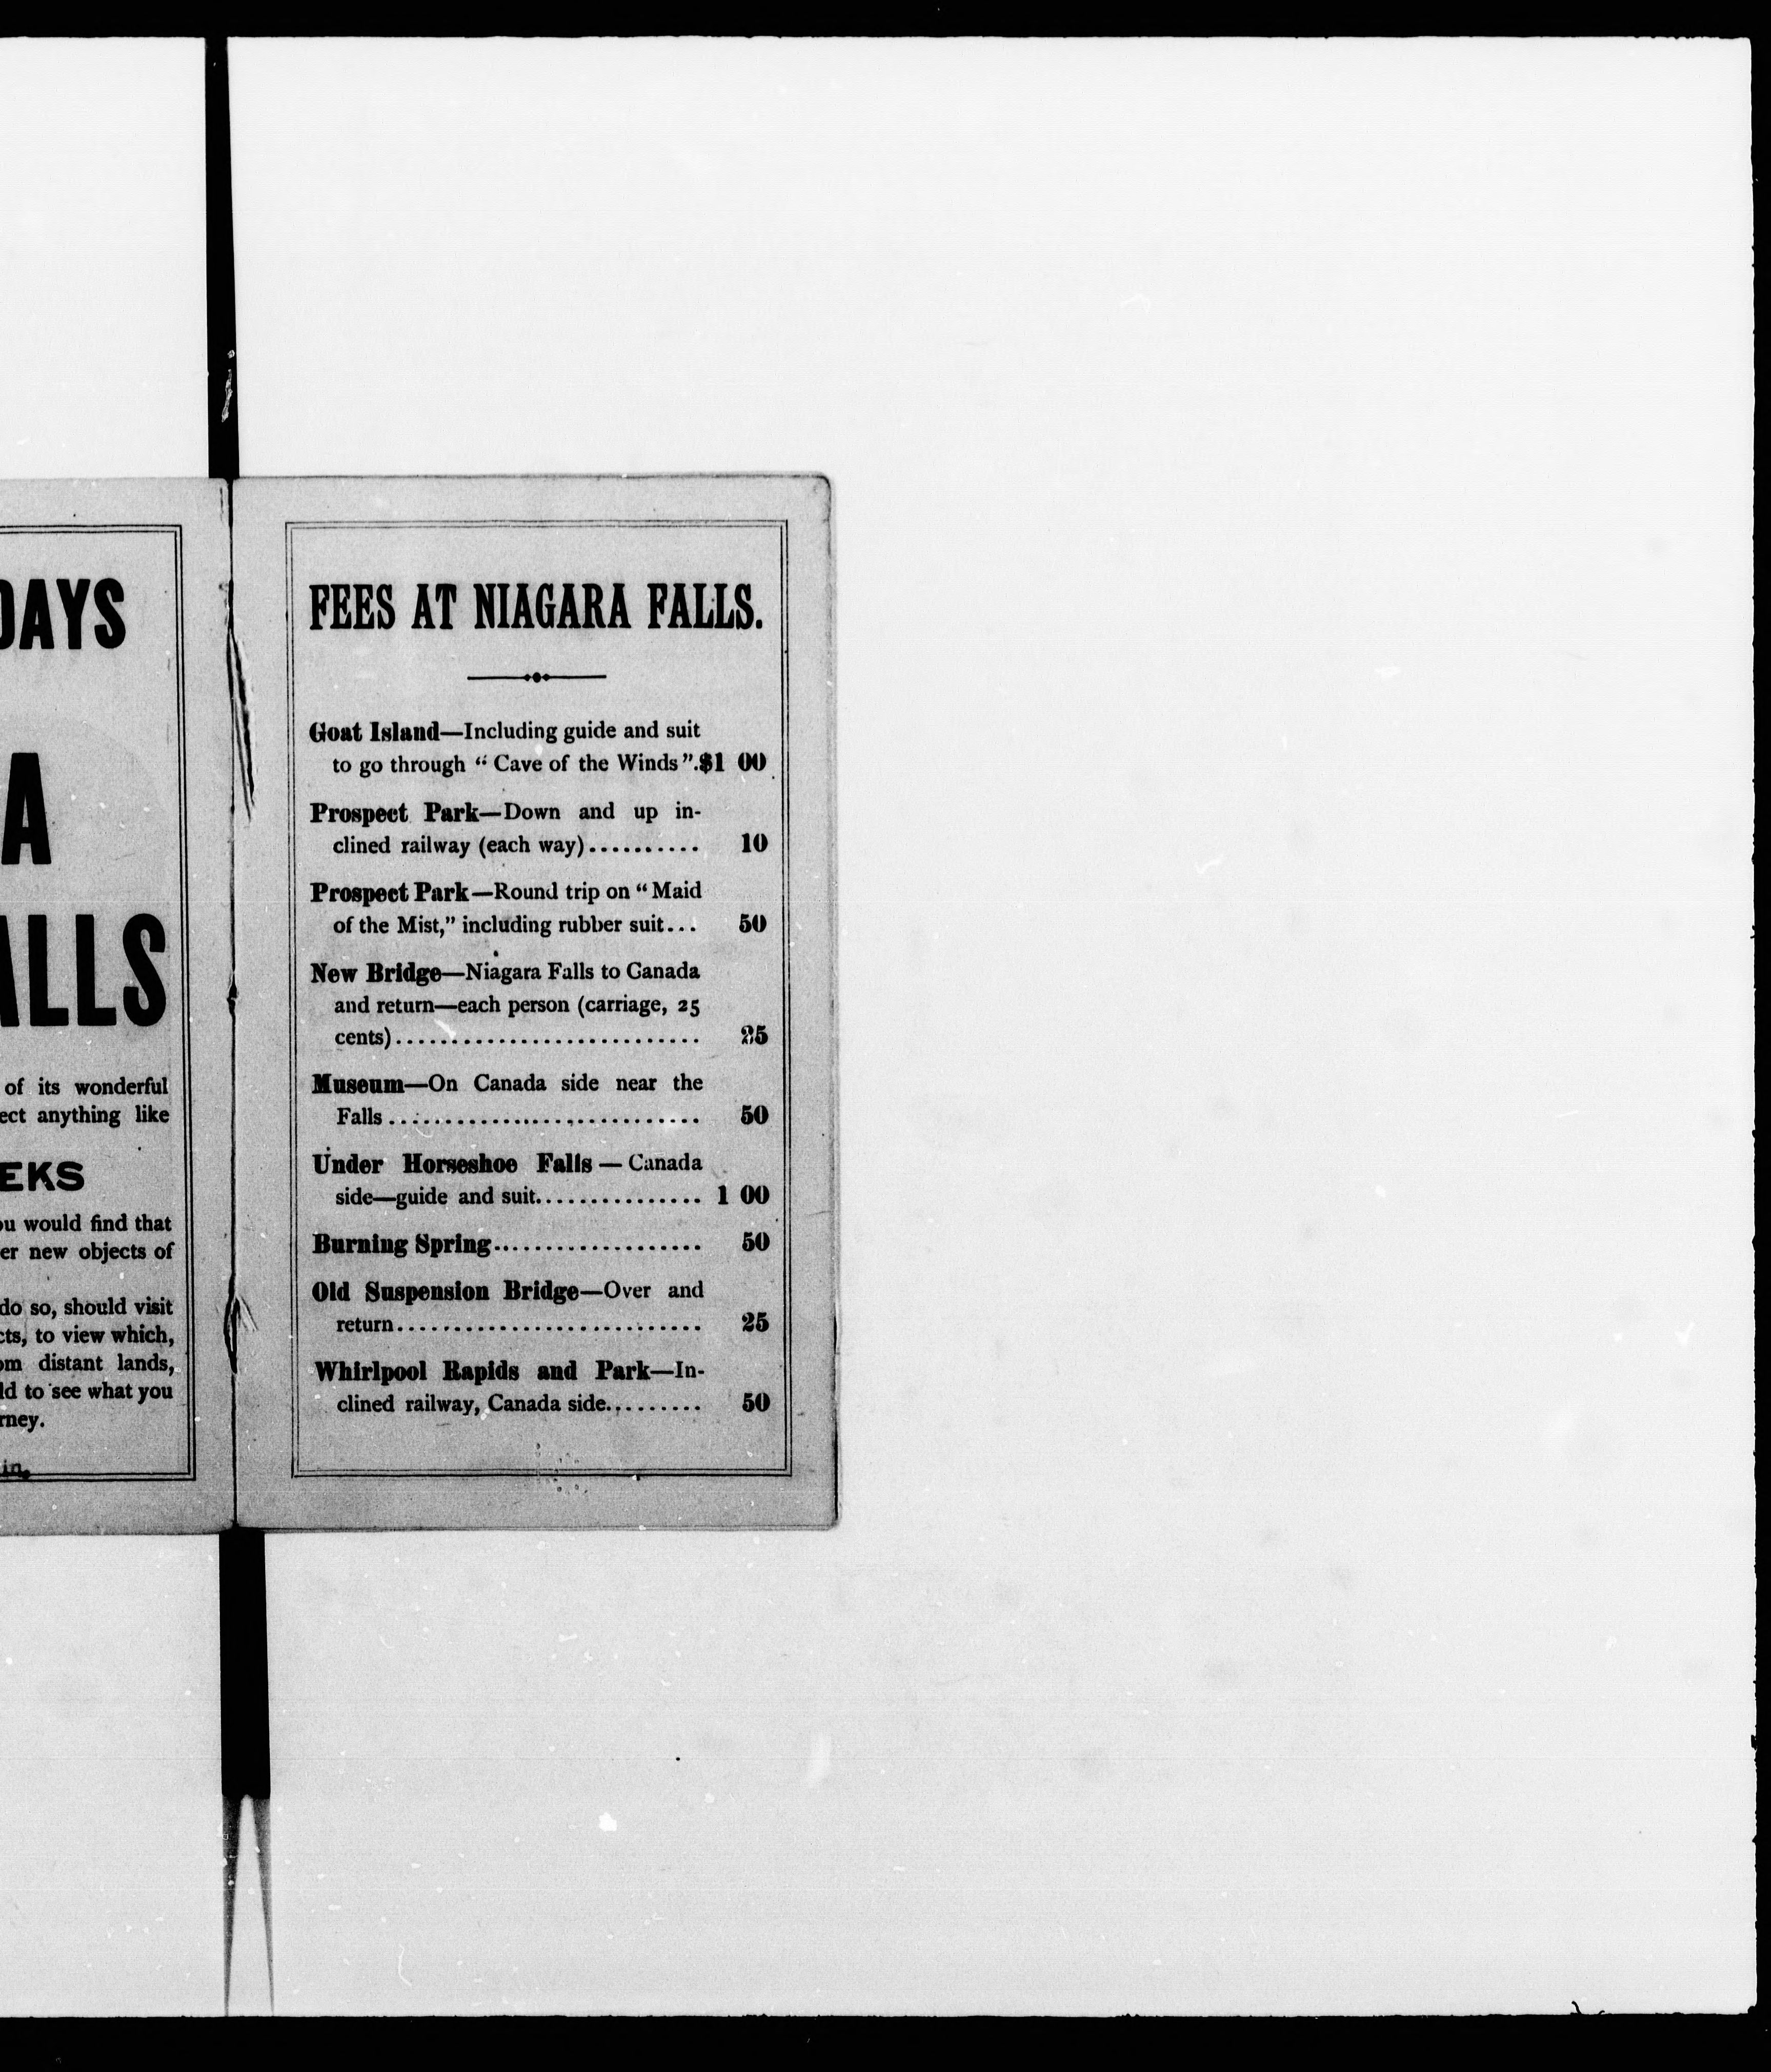 DAYS
A
ALLS
of its wonderful
ect anything like
EKS
ou would find that
er new objects of
do so, should visit
cts, to view which,
om distant lands,
ld to see what you
rney.
in.
FEES AT NIAGARA FALLS.
Goat Island—Including guide and suit
to go through “ Cave of the Winds ”.$1 00
Prospect Park—Down and up in-
clined railway (each way).......... 10
Prospect Park—Round trip on “ Maid
of the Mist,” including rubber suit... 50
New Bridge—Niagara Falls to Canada
and return—each person (carriage, 25
cents)........................... 25
Museum—On Canada side near the
Falls ............................ 50
Under Horseshoe Falls — Canada
side—guide and suit............... 1 00
Burning Spring.................... 50
Old Suspension Bridge—Over and
return........................... 25
Whirlpool Rapids and Park—In-
clined railway, Canada side......... 50